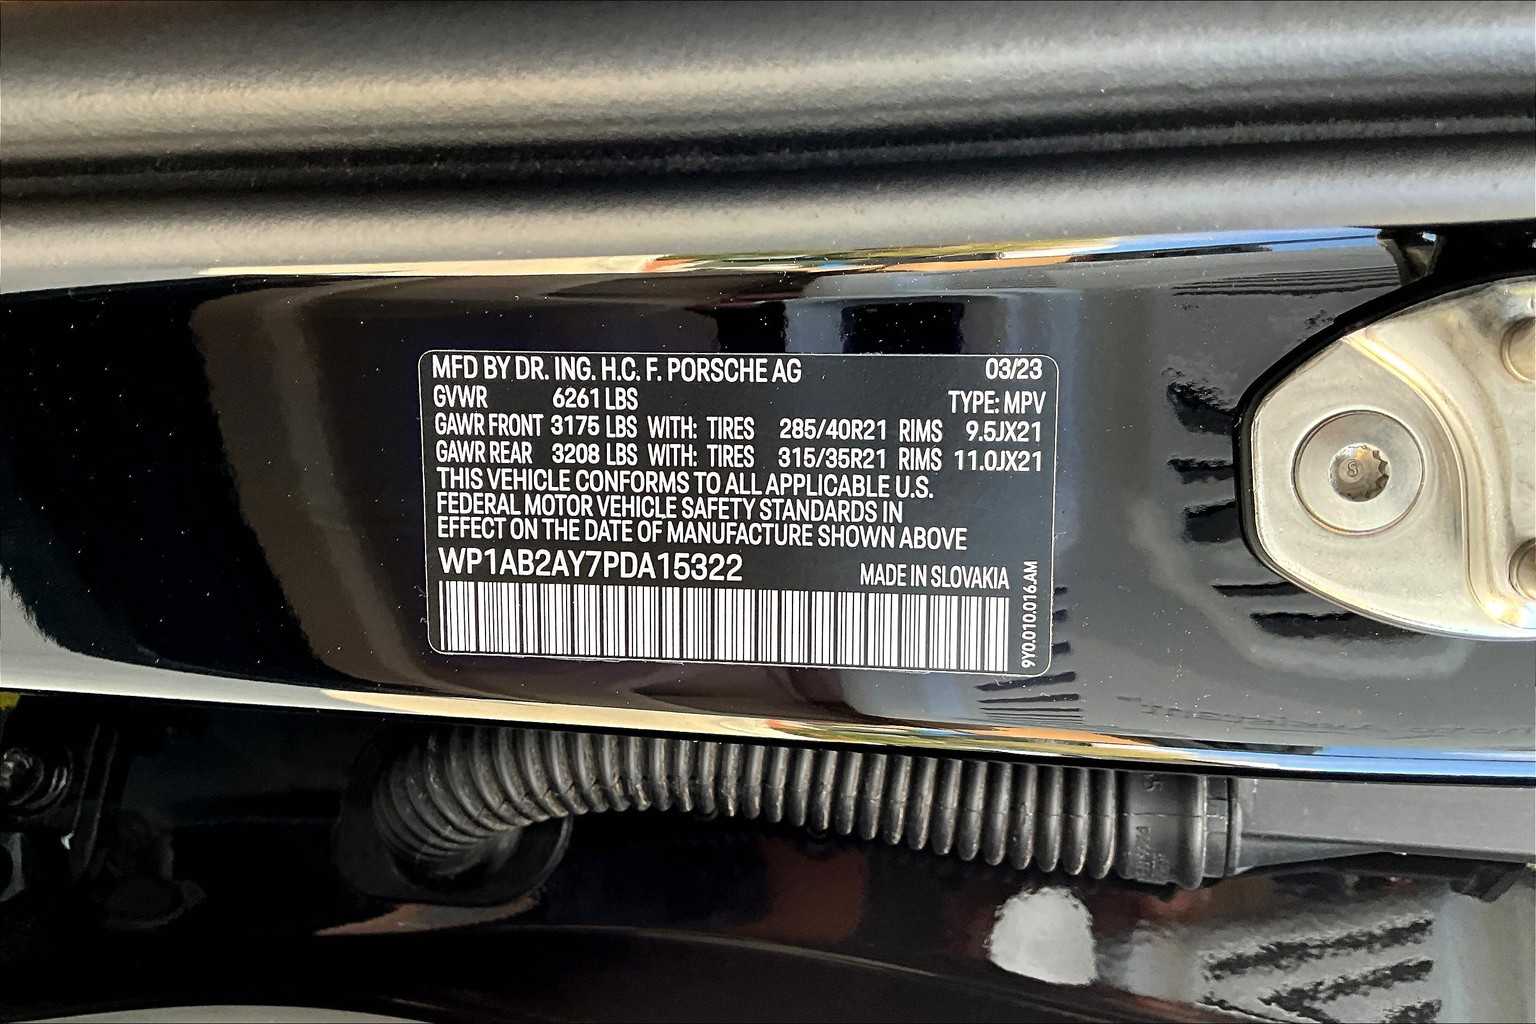 MFD BY DR. ING. H.C. F. PORSCHE AG 03/23
GVWR 6261 LBS TYPE: MPV
GAWR FRONT 3175 LBS WITH: TIRES 285/40R21 RIMS 9.5JX21
GAWR REAR 3208 LBS WITH: TIRES 315/35R21 RIMS 11.0JX21
THIS VEHICLE CONFORMS TO ALL APPLICABLE U.S.
FEDERAL MOTOR VEHICLE SAFETY STANDARDS IN
EFFECT ON THE DATE OF MANUFACTURE SHOWN ABOVE
WP1AB2AY7PDA15322 MADE IN SLOVAKIA
9Y0.010.016.AM
S